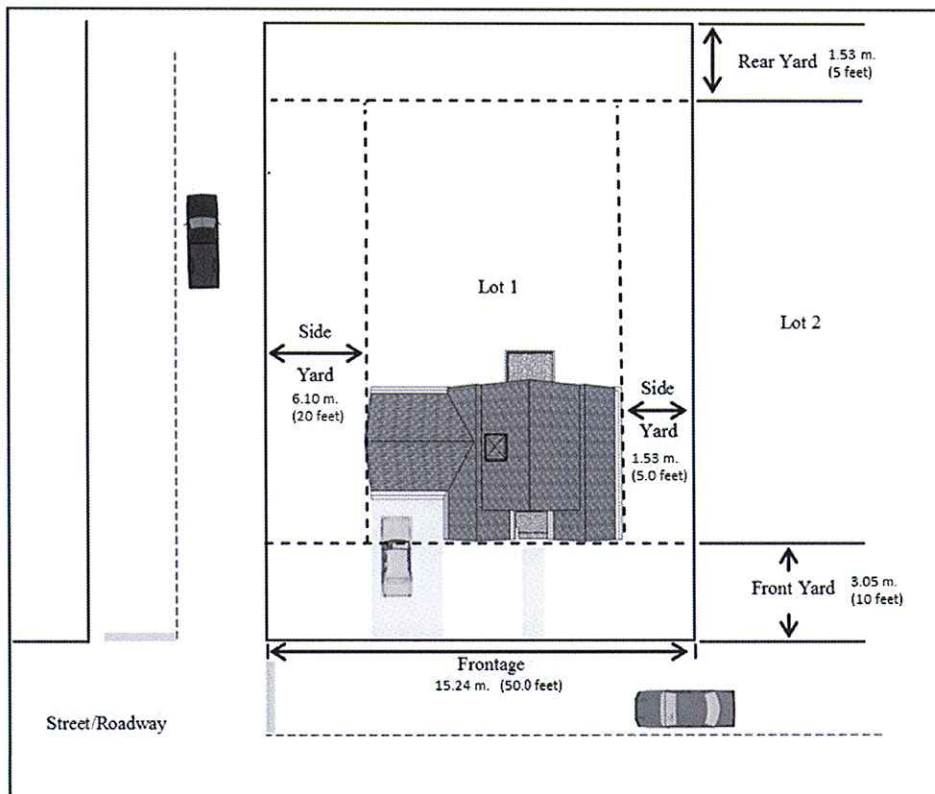 Rear Yard 1.53 m.
(5 feet)
Lot 1
Lot 2
Side
Yard
6.10 m.
(20 feet)
Side
Yard
1.53 m.
(5.0 feet)
Front Yard 3.05 m.
(10 feet)
Frontage
15.24 m. (50.0 feet)
Street/Roadway